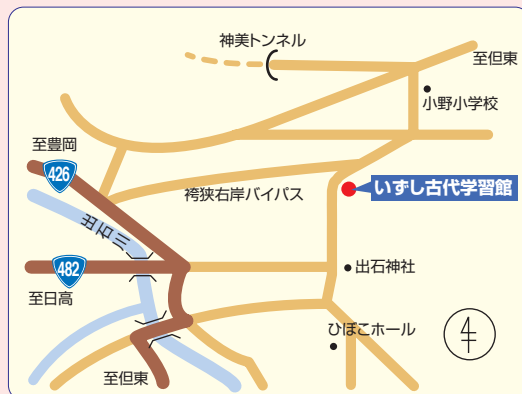 神美トンネル
至但東
小野小学校
至豊岡
426
袴狭右岸バイパス
いずし古代学習館
出石川
482
出石神社
至日高
ひぼこホール
至但東